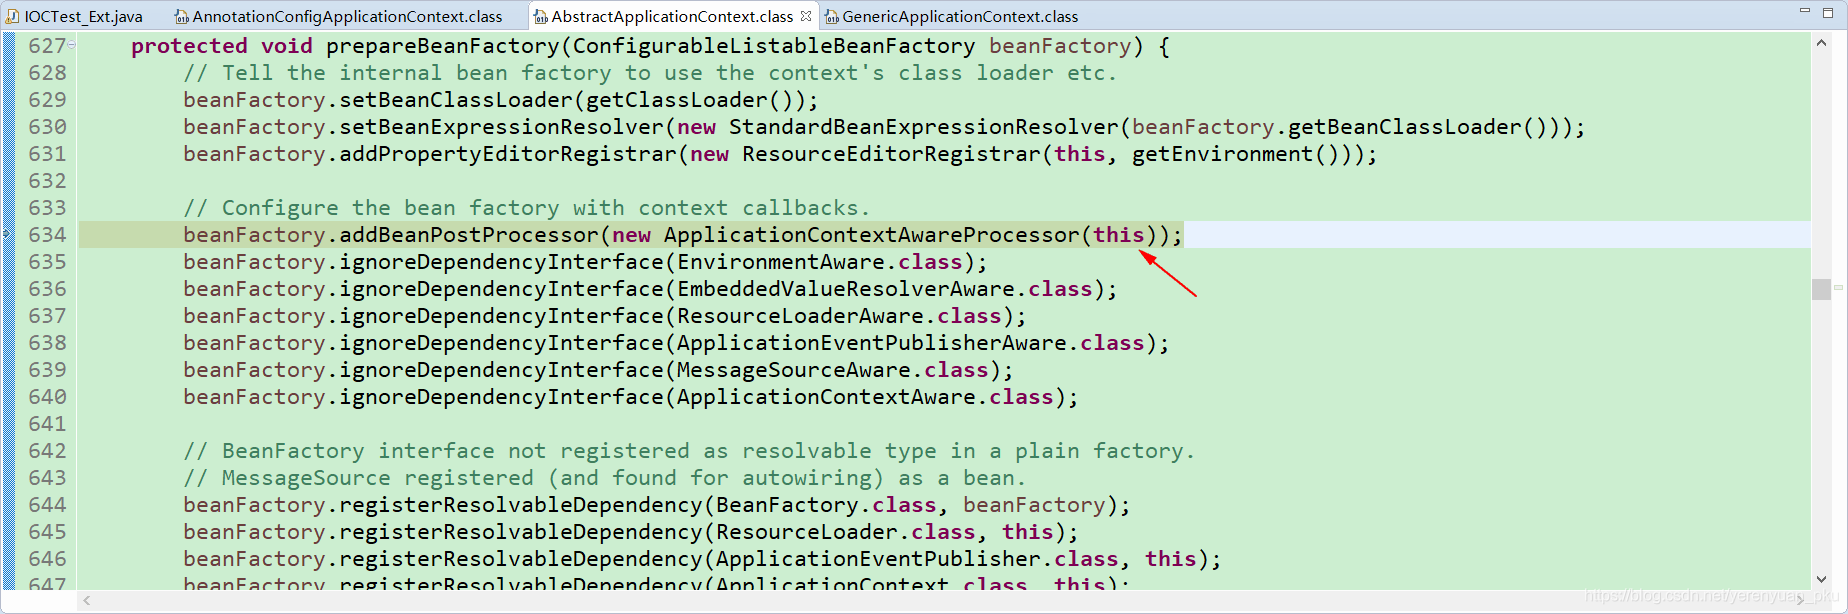 IOCTest_Ext.java AnnotationConfigApplicationContext.class AbstractApplicationContext.class GenericApplicationContext.class
627 protected void prepareBeanFactory(ConfigurableListableBeanFactory beanFactory) {
628 // Tell the internal bean factory to use the context's class loader etc.
629 beanFactory.setBeanClassLoader(getClassLoader());
630 beanFactory.setBeanExpressionResolver(new StandardBeanExpressionResolver(beanFactory.getBeanClassLoader()));
631 beanFactory.addPropertyEditorRegistrar(new ResourceEditorRegistrar(this, getEnvironment()));
632
633 // Configure the bean factory with context callbacks.
634 beanFactory.addBeanPostProcessor(new ApplicationContextAwareProcessor(this));
635 beanFactory.ignoreDependencyInterface(EnvironmentAware.class);
636 beanFactory.ignoreDependencyInterface(EmbeddedValueResolverAware.class);
637 beanFactory.ignoreDependencyInterface(ResourceLoaderAware.class);
638 beanFactory.ignoreDependencyInterface(ApplicationEventPublisherAware.class);
639 beanFactory.ignoreDependencyInterface(MessageSourceAware.class);
640 beanFactory.ignoreDependencyInterface(ApplicationContextAware.class);
641
642 // BeanFactory interface not registered as resolvable type in a plain factory.
643 // MessageSource registered (and found for autowiring) as a bean.
644 beanFactory.registerResolvableDependency(BeanFactory.class, beanFactory);
645 beanFactory.registerResolvableDependency(ResourceLoader.class, this);
646 beanFactory.registerResolvableDependency(ApplicationEventPublisher.class, this);
647 beanFactory.registerResolvableDependency(ApplicationContext.class, this);
https://blog.csdn.net/yerenyuan_pku